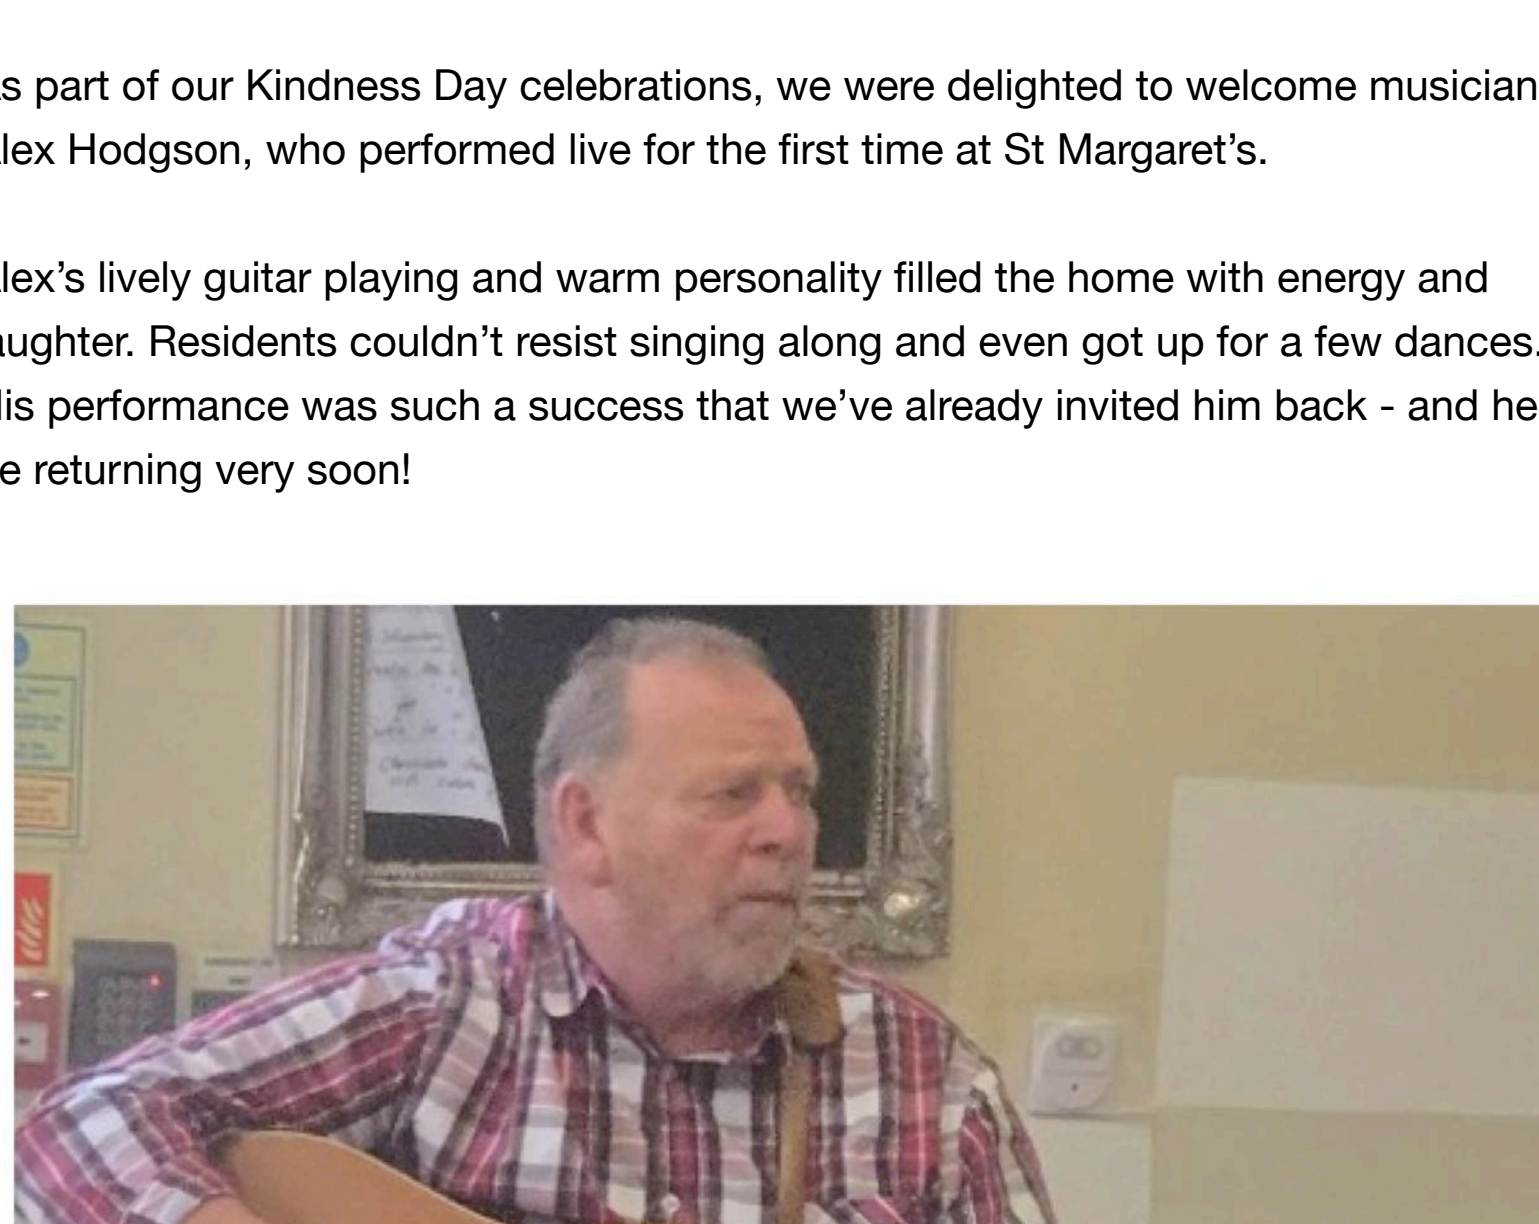 s part of our Kindness Day celebrations, we were delighted to welcome musician
lex Hodgson, who performed live for the first time at St Margaret’s.
lex’s lively guitar playing and warm personality filled the home with energy and
aughter. Residents couldn’t resist singing along and even got up for a few dances.
is performance was such a success that we’ve already invited him back - and he
e returning very soon!